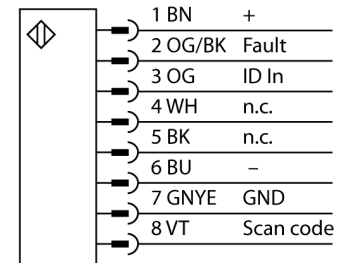 1 BN +
2 OG/BK Fault
3 OG ID In
4 WH n.c.
5 BK n.c.
6 BU –
7 GNYE GND
8 VT Scan code